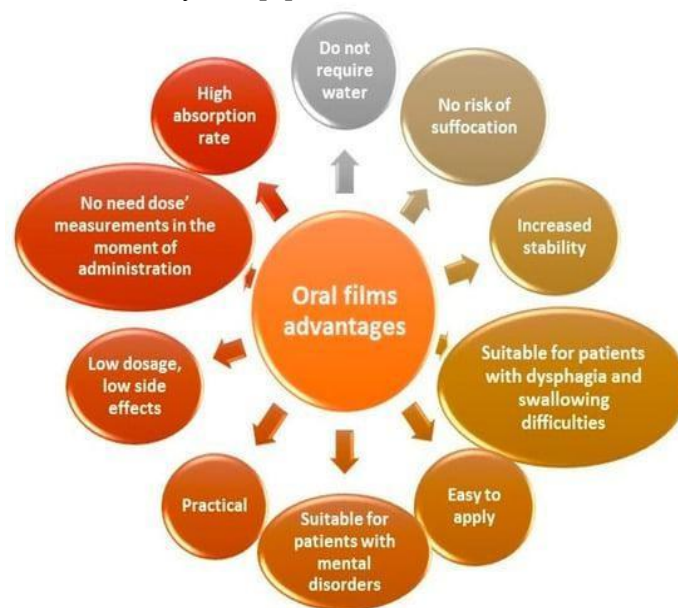 Oral films
advantages
Do not
require
water
No risk of
suffocation
Increased
stability
Suitable for patients
with dysphagia and
swallowing
difficulties
Easy to
apply
Suitable for
patients with
mental
disorders
Practical
Low dosage,
low side
effects
No need dose'
measurements in the
moment of
administration
High
absorption
rate